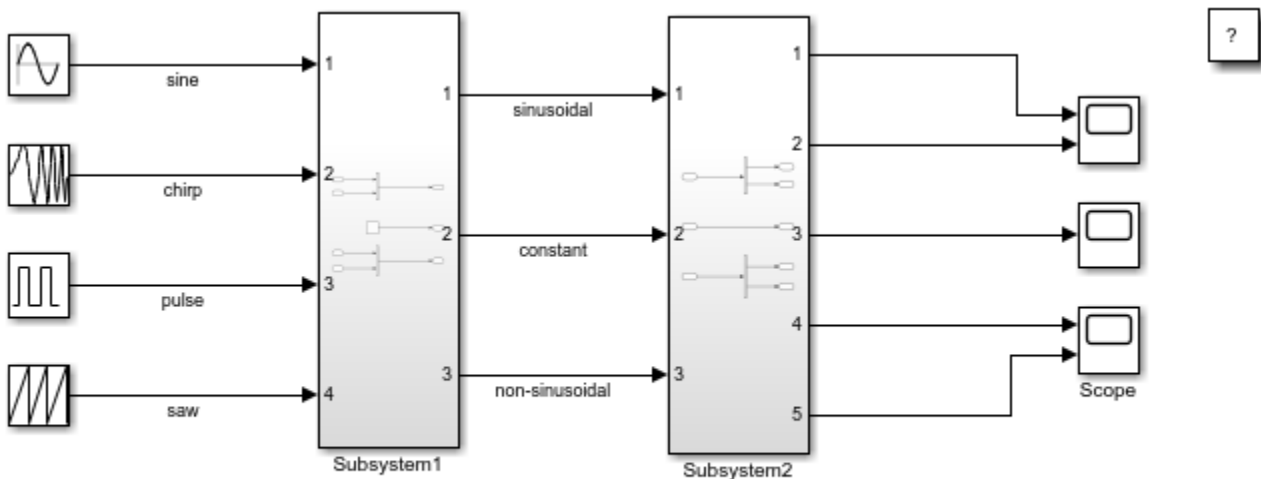 ?
1
1
sine
1
sinusoidal
1
2
2
chirp
2
constant
2
3
3
pulse
4
3
non-sinusoidal
3
4
saw
5
Scope
Subsystem1
Subsystem2